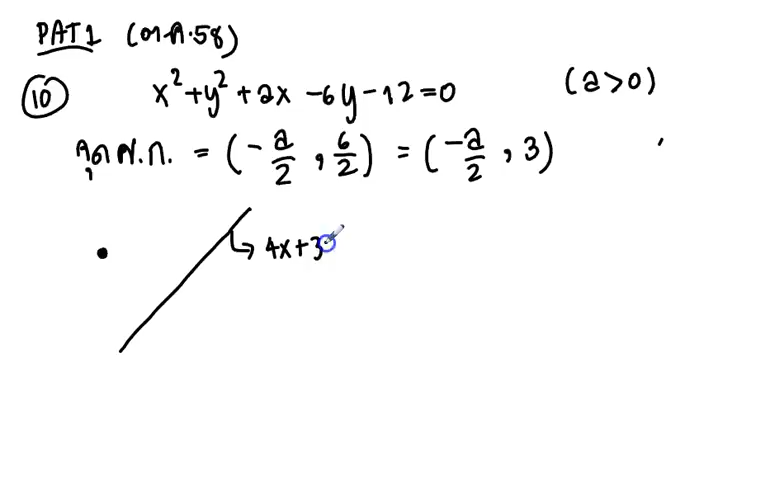 PAT1 (ต.ค.58)
10 x²+y²+ax-6y-12=0 (a>0)
จุด ศ.ก. = (-a/2, 6/2) = (-a/2, 3)
4x+3